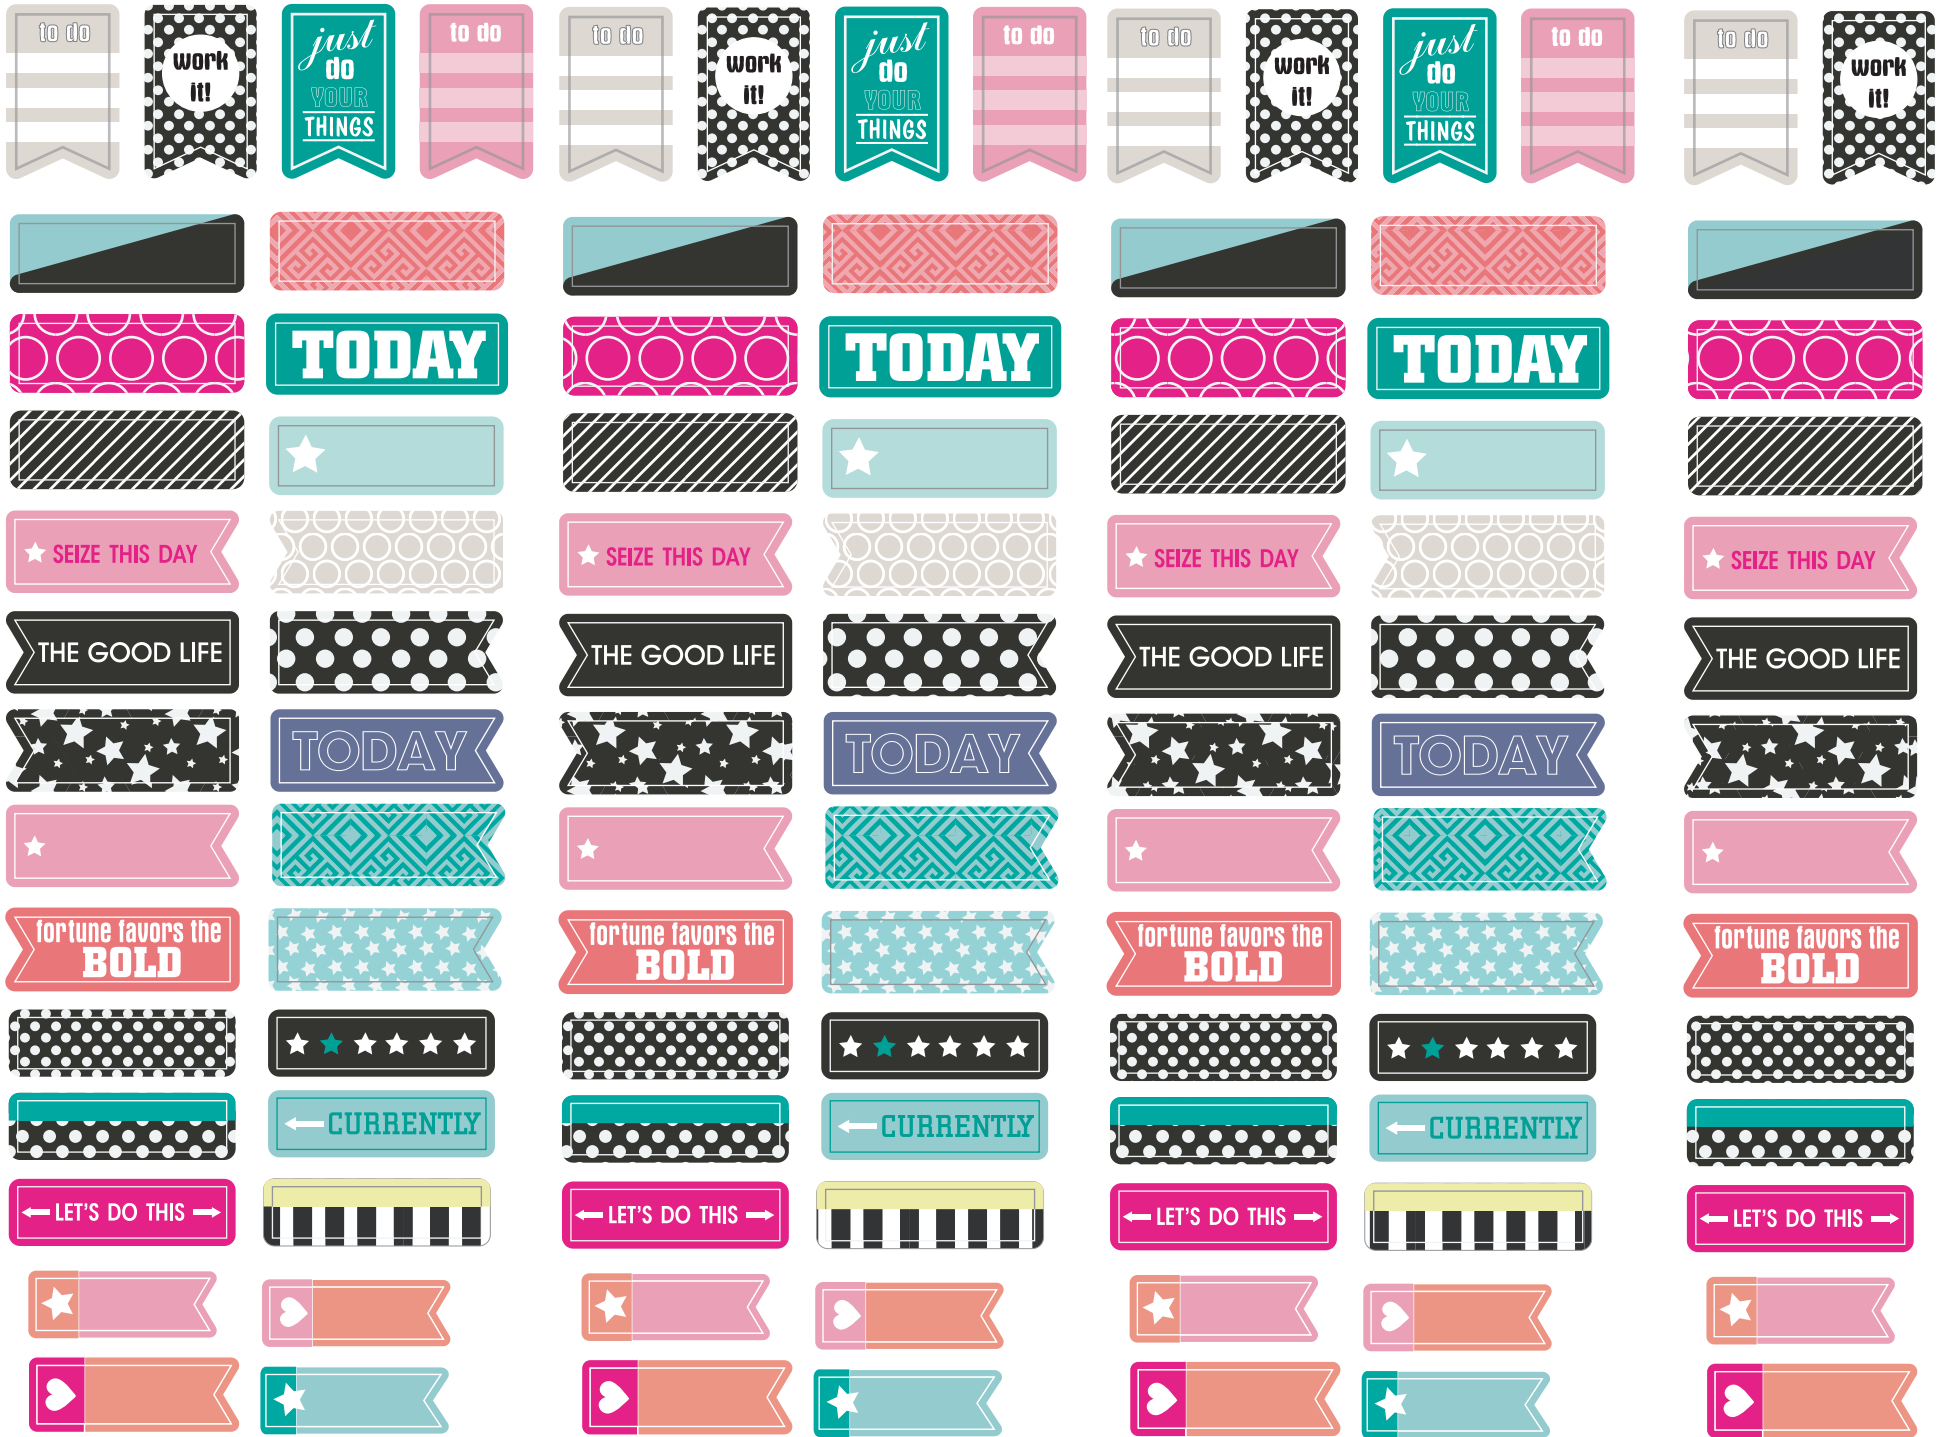 to do
work
it!
just
do
YOUR
THINGS
to do
to do
work
it!
just
do
YOUR
THINGS
to do
to do
work
it!
just
do
YOUR
THINGS
to do
to do
work
it!
TODAY
TODAY
TODAY
SEIZE THIS DAY
SEIZE THIS DAY
SEIZE THIS DAY
SEIZE THIS DAY
THE GOOD LIFE
THE GOOD LIFE
THE GOOD LIFE
THE GOOD LIFE
TODAY
TODAY
TODAY
fortune favors the
BOLD
fortune favors the
BOLD
fortune favors the
BOLD
fortune favors the
BOLD
CURRENTLY
CURRENTLY
CURRENTLY
LET'S DO THIS
LET'S DO THIS
LET'S DO THIS
LET'S DO THIS